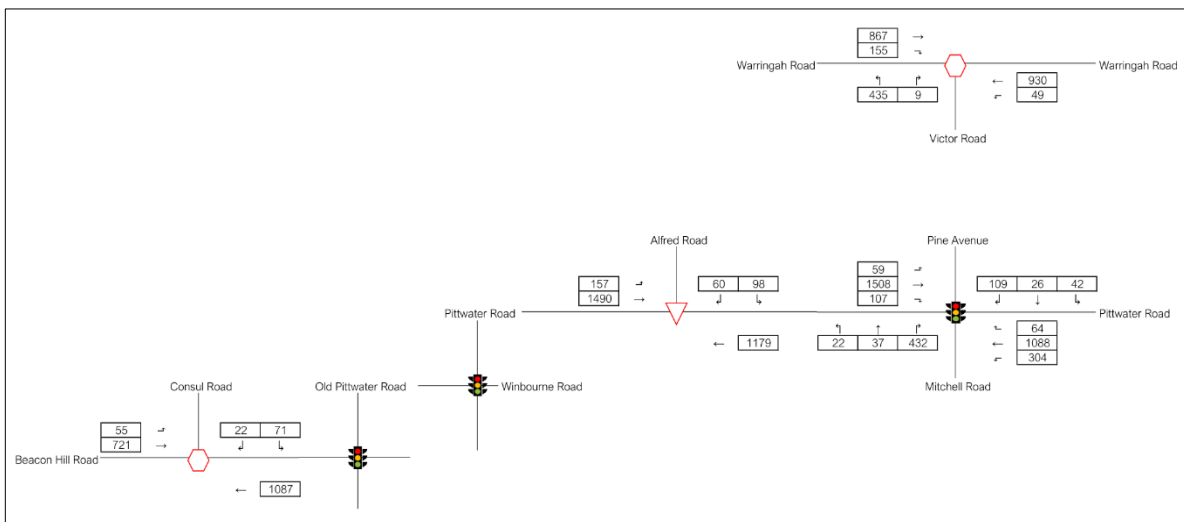 867
155
Warringah Road
Warringah Road
435 9
930
49
Victor Road
Alfred Road
Pine Avenue
157
1490
60 98
59
1508
107
109 26 42
Pittwater Road
Pittwater Road
1179
22 37 432
64
1088
304
Mitchell Road
Consul Road
Old Pittwater Road
Winbourne Road
55
721
22 71
Beacon Hill Road
1087